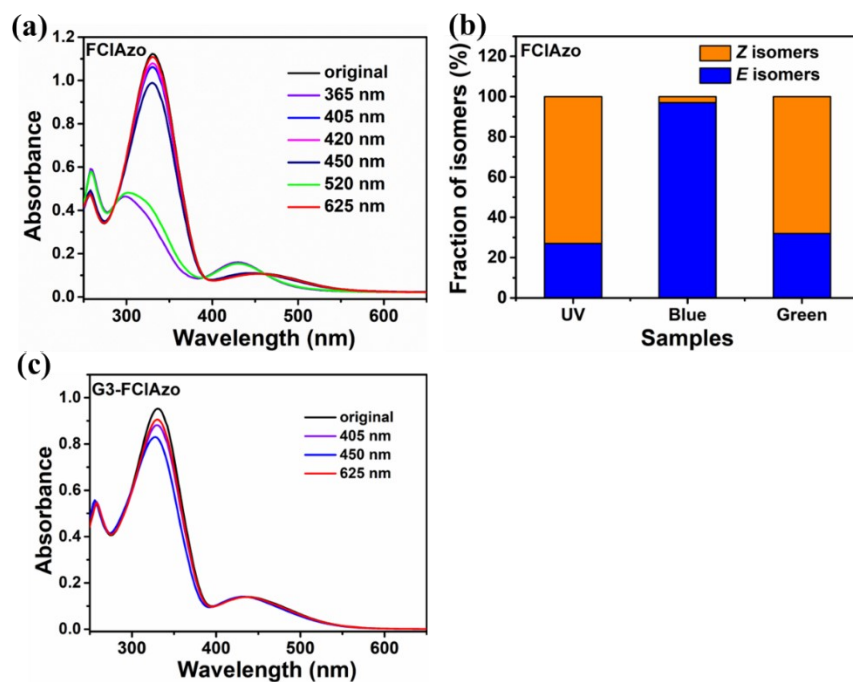 (a)
FClAzo
original
365 nm
405 nm
420 nm
450 nm
520 nm
625 nm
1.2
1.0
0.8
0.6
0.4
0.2
0.0
Absorbance
300 400 500 600
Wavelength (nm)
(b)
FClAzo
Z isomers
E isomers
120
100
80
60
40
20
0
Fraction of isomers (%)
UV Blue Green
Samples
(c)
G3-FClAzo
original
405 nm
450 nm
625 nm
1.0
0.8
0.6
0.4
0.2
0.0
Absorbance
300 400 500 600
Wavelength (nm)